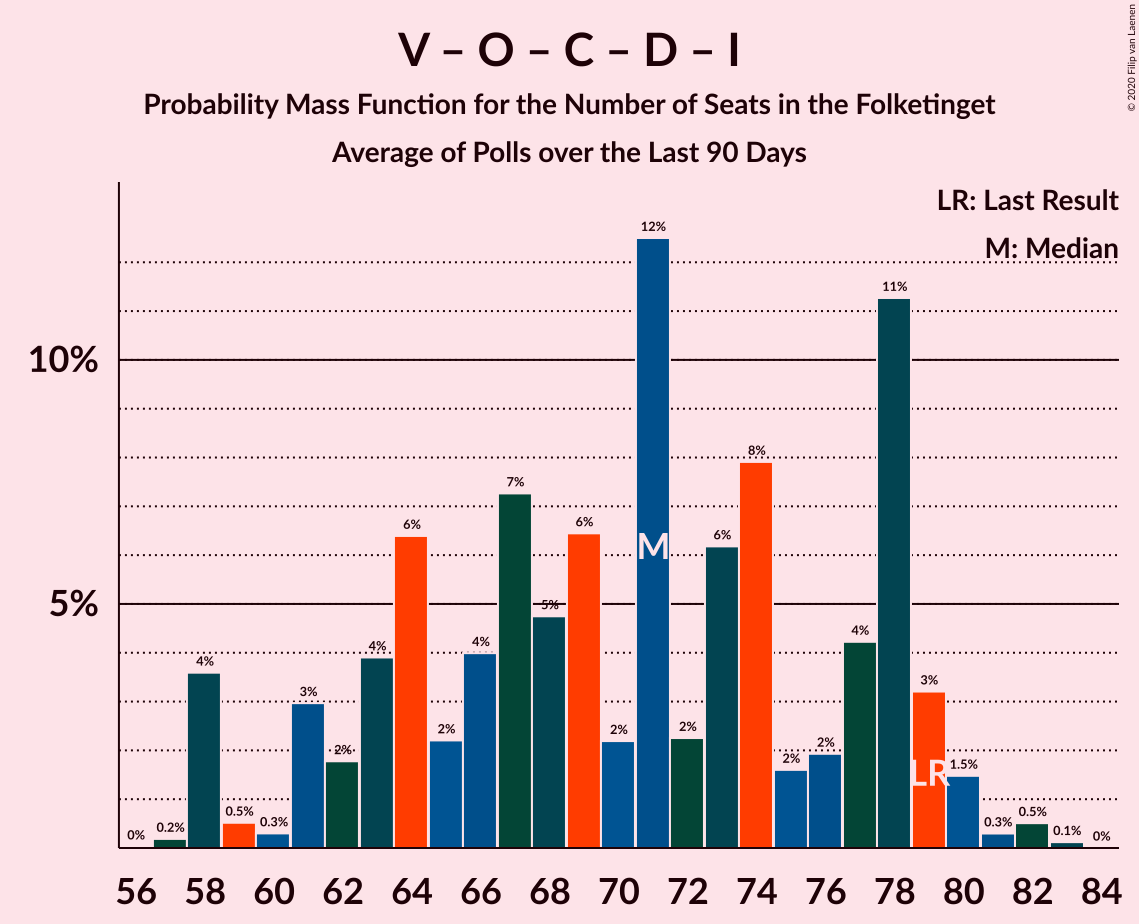 V – O – C – D – I
Probability Mass Function for the Number of Seats in the Folketinget
Average of Polls over the Last 90 Days
© 2020 Filip van Laenen
LR: Last Result
M: Median
10%
5%
0% 0.2% 4% 0.5% 0.3% 3% 2% 4% 6% 2% 4% 7% 5% 6% 2% 12% 2% 6% 8% 2% 2% 4% 11% 3% 1.5% 0.3% 0.5% 0.1% 0%
M
LR
56 58 60 62 64 66 68 70 72 74 76 78 80 82 84